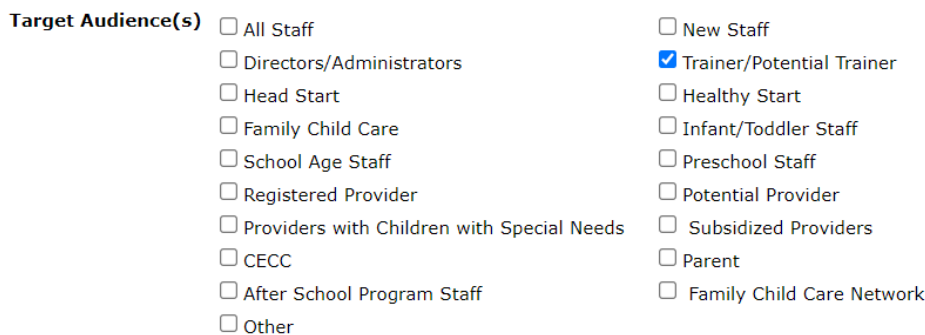 Target Audience(s) All Staff New Staff
Directors/Administrators Trainer/Potential Trainer
Head Start Healthy Start
Family Child Care Infant/Toddler Staff
School Age Staff Preschool Staff
Registered Provider Potential Provider
Providers with Children with Special Needs Subsidized Providers
CECC Parent
After School Program Staff Family Child Care Network
Other